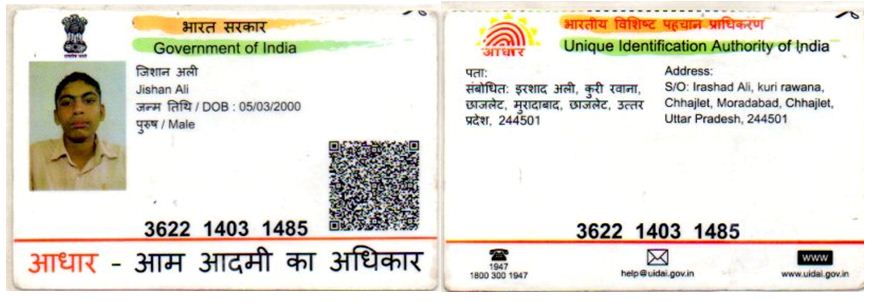 भारत सरकार
Government of India
जिशान अली
Jishan Ali
जन्म तिथि / DOB : 05/03/2000
पुरुष / Male
3622 1403 1485
आधार - आम आदमी का अधिकार
आधार
भारतीय विशिष्ट पहचान प्राधिकरण
Unique Identification Authority of India
पता:
संबोधित: इरशाद अली, कुरी रवाना,
छाजलेट, मुरादाबाद, छाजलेट, उत्तर
प्रदेश, 244501
Address:
S/O: Irashad Ali, kuri rawana,
Chhajlet, Moradabad, Chhajlet,
Uttar Pradesh, 244501
3622 1403 1485
1947
1800 300 1947
help@uidai.gov.in
www
www.uidai.gov.in